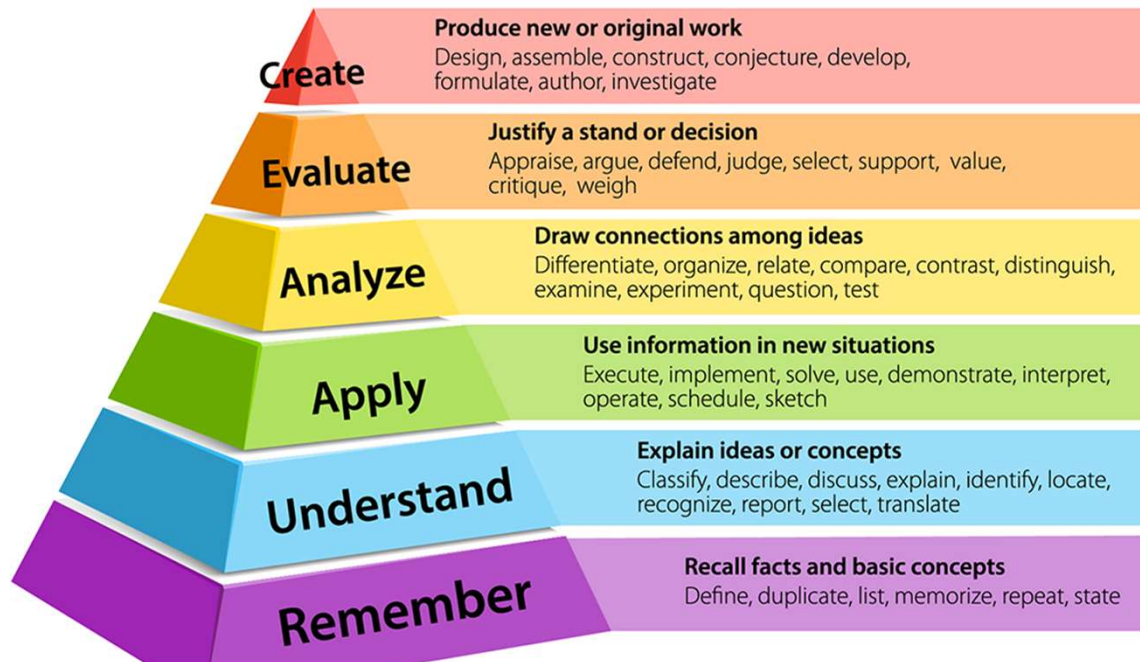 Create
Produce new or original work
Design, assemble, construct, conjecture, develop,
formulate, author, investigate
Evaluate
Justify a stand or decision
Appraise, argue, defend, judge, select, support, value,
critique, weigh
Analyze
Draw connections among ideas
Differentiate, organize, relate, compare, contrast, distinguish,
examine, experiment, question, test
Apply
Use information in new situations
Execute, implement, solve, use, demonstrate, interpret,
operate, schedule, sketch
Understand
Explain ideas or concepts
Classify, describe, discuss, explain, identify, locate,
recognize, report, select, translate
Remember
Recall facts and basic concepts
Define, duplicate, list, memorize, repeat, state